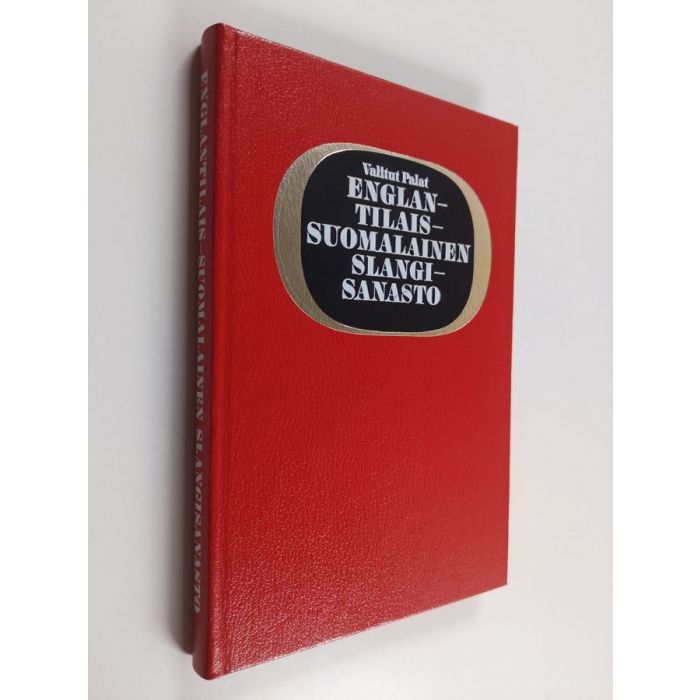 Valitut Palat
ENGLAN-
TILAIS-
SUOMALAINEN
SLANGI-
SANASTO
ENGLANTILAIS-SUOMALAINEN SLANGISANASTO